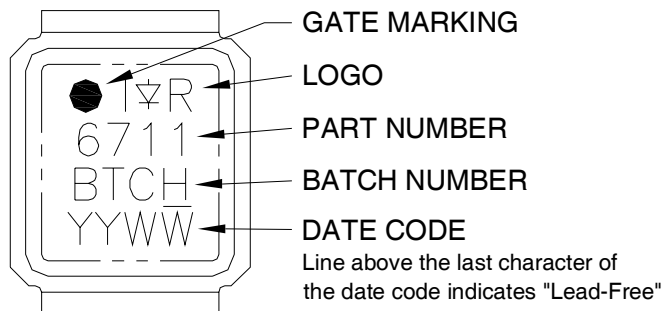 GATE MARKING
I R
LOGO
6711
PART NUMBER
BTCH
BATCH NUMBER
YYWW
DATE CODE
Line above the last character of
the date code indicates "Lead-Free"